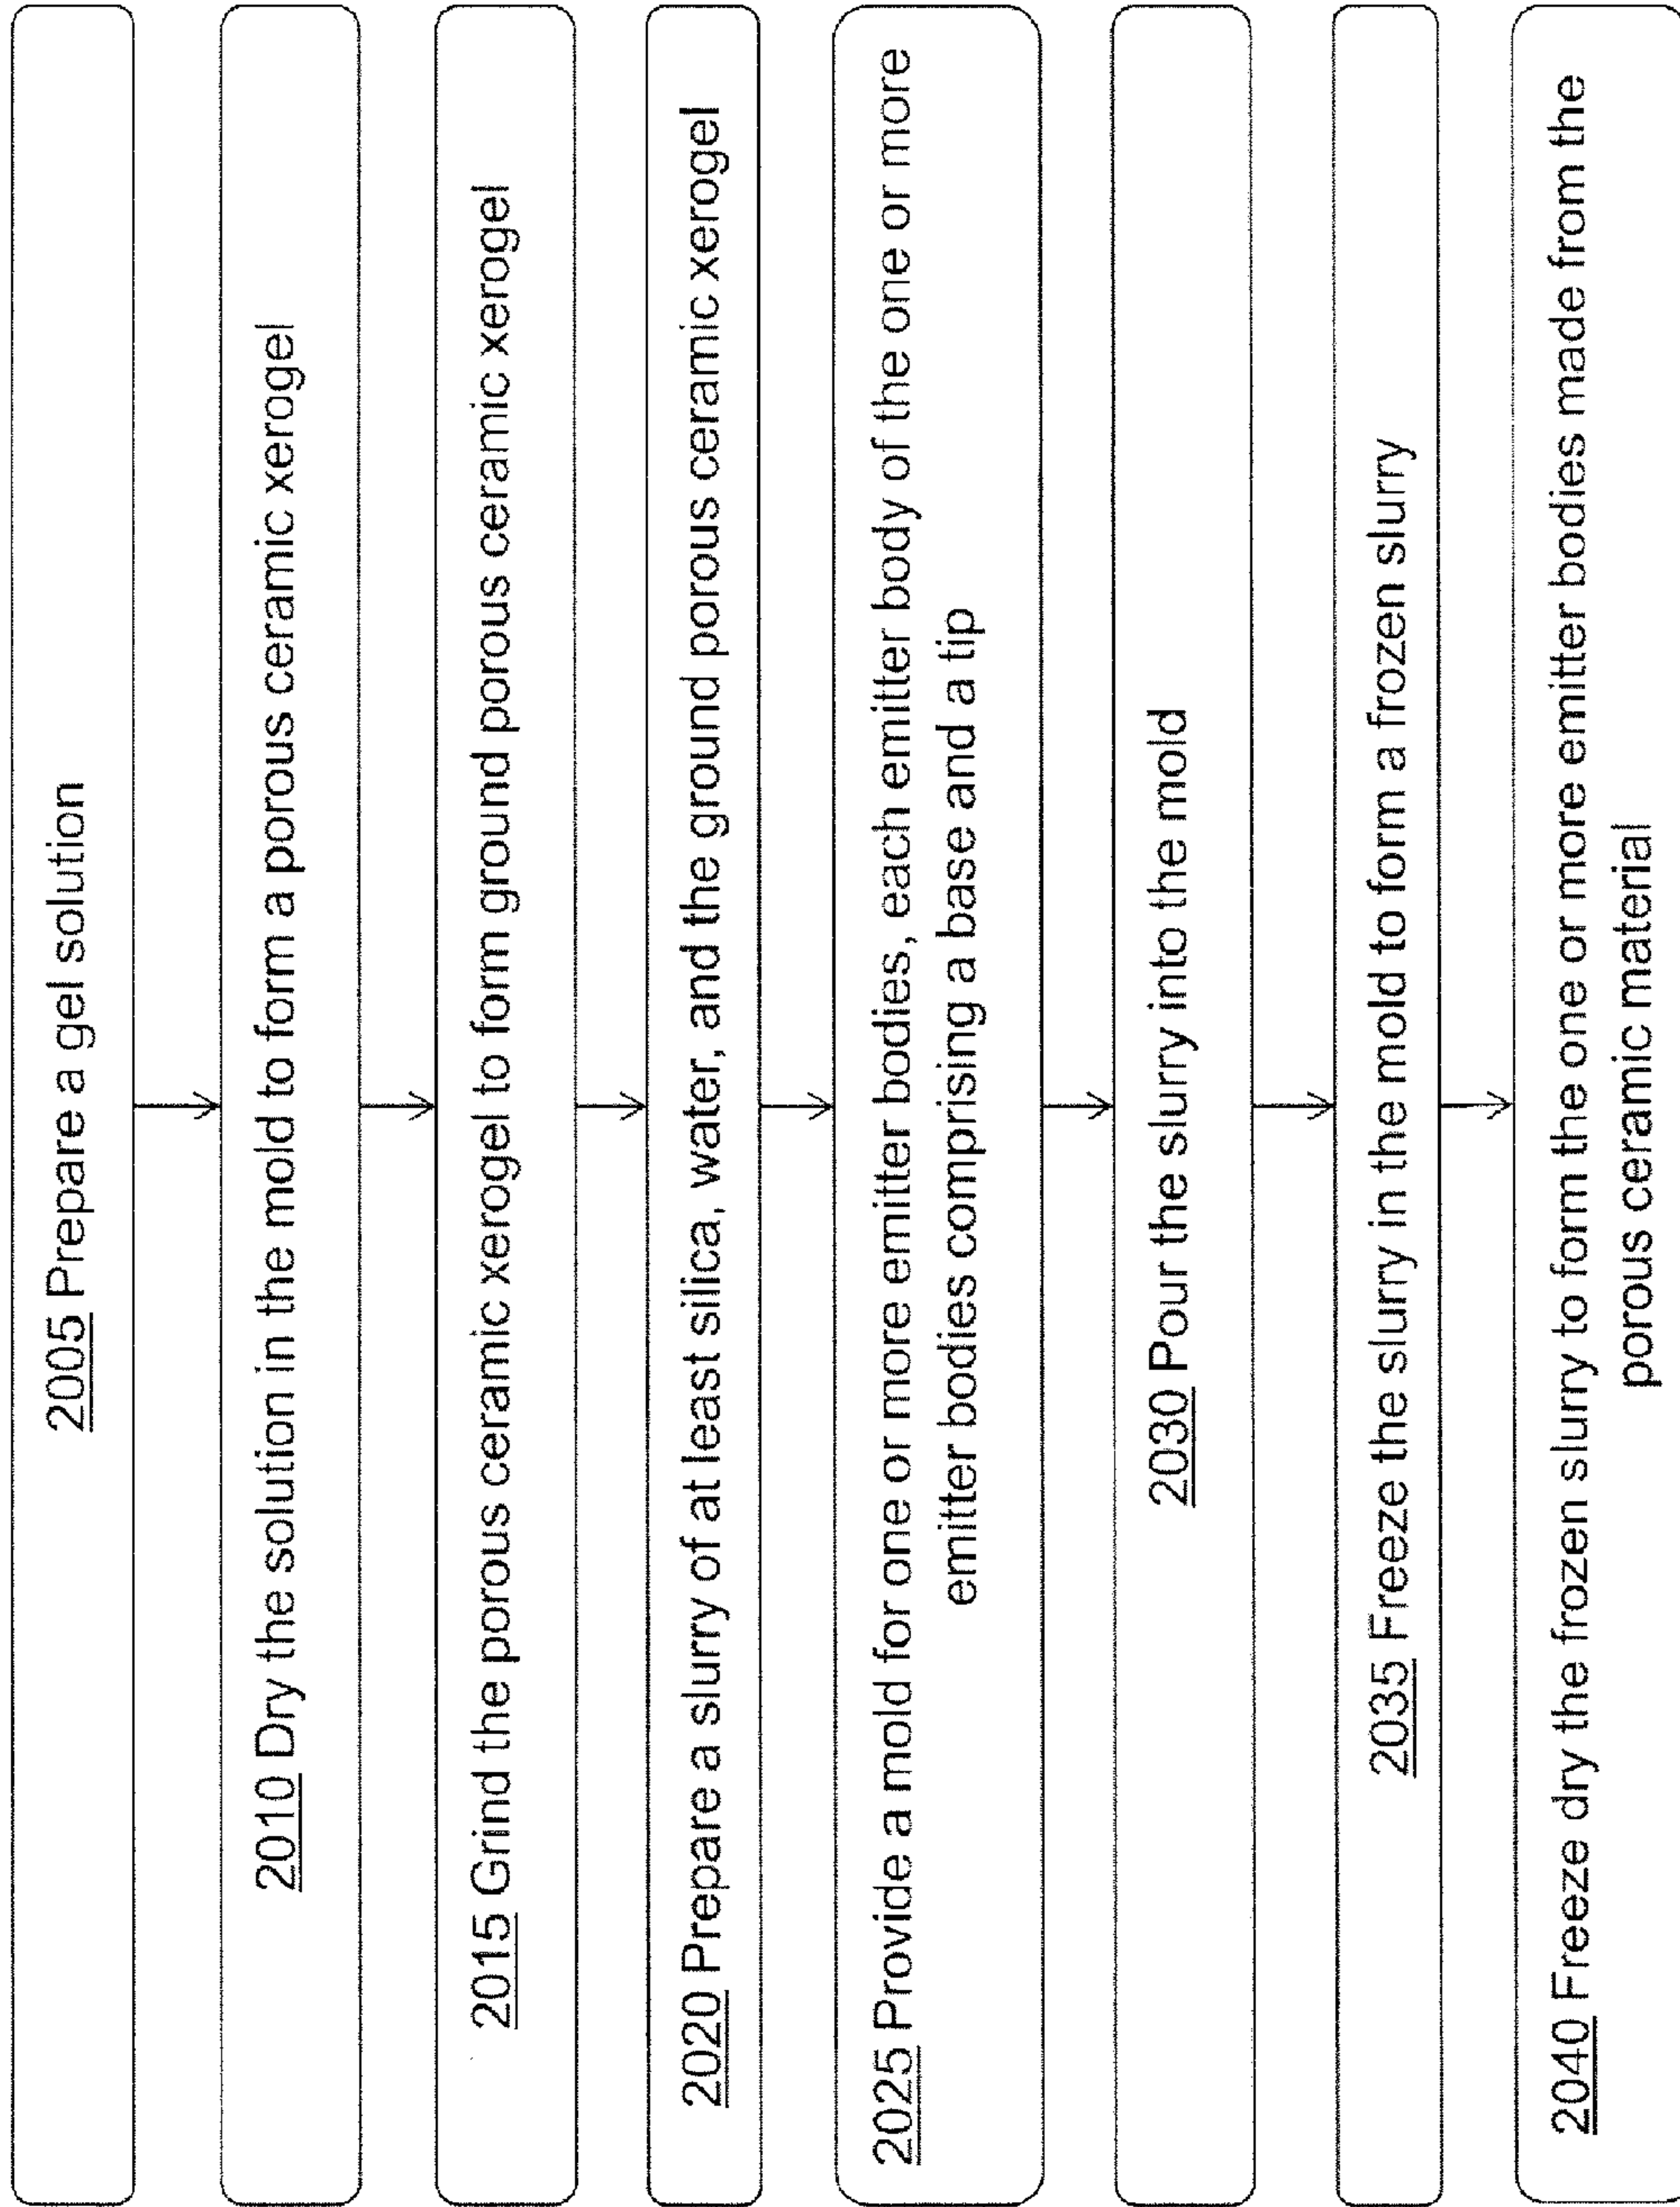 2005 Prepare a gel solution
2010 Dry the solution in the mold to form a porous ceramic xerogel
2015 Grind the porous ceramic xerogel to form ground porous ceramic xerogel
2020 Prepare a slurry of at least silica, water, and the ground porous ceramic xerogel
2025 Provide a mold for one or more emitter bodies, each emitter body of the one or more
emitter bodies comprising a base and a tip
2030 Pour the slurry into the mold
2035 Freeze the slurry in the mold to form a frozen slurry
2040 Freeze dry the frozen slurry to form the one or more emitter bodies made from the
porous ceramic material